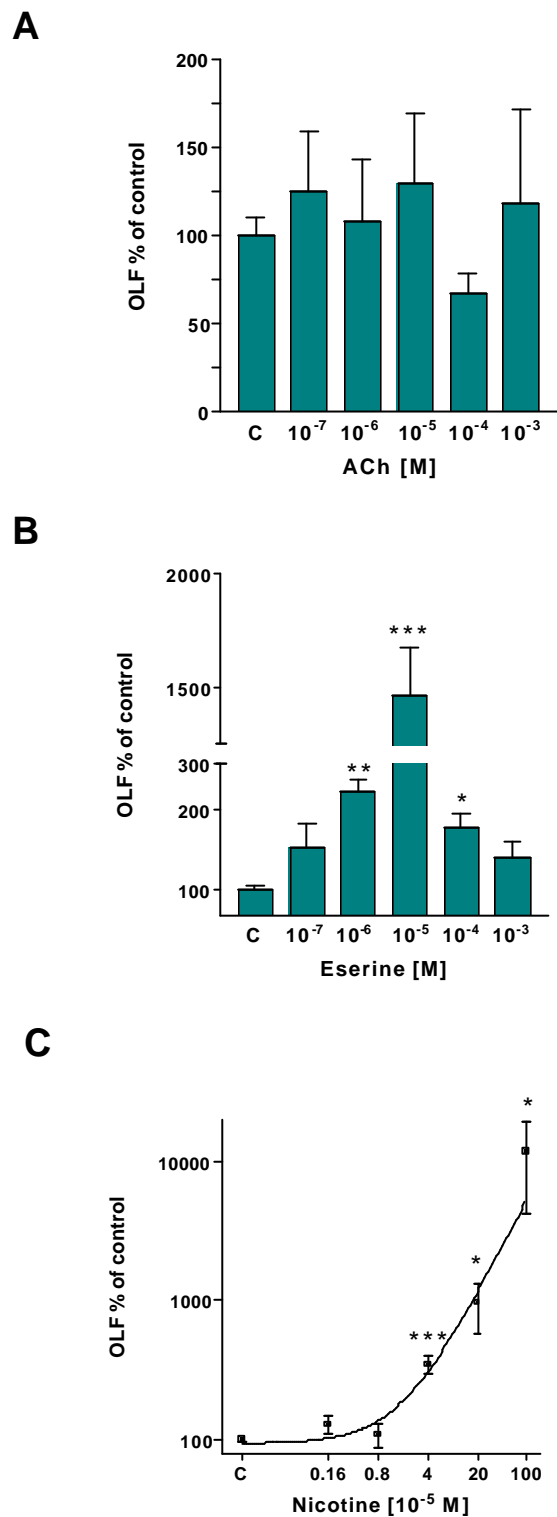 A
200
150
100
50
0
OLF % of control
C 10⁻⁷ 10⁻⁶ 10⁻⁵ 10⁻⁴ 10⁻³
ACh [M]
B
2000
1500
300
200
100
OLF % of control
***
**
*
C 10⁻⁷ 10⁻⁶ 10⁻⁵ 10⁻⁴ 10⁻³
Eserine [M]
C
10000
1000
100
OLF % of control
*
*
***
C 0.16 0.8 4 20 100
Nicotine [10⁻⁵ M]